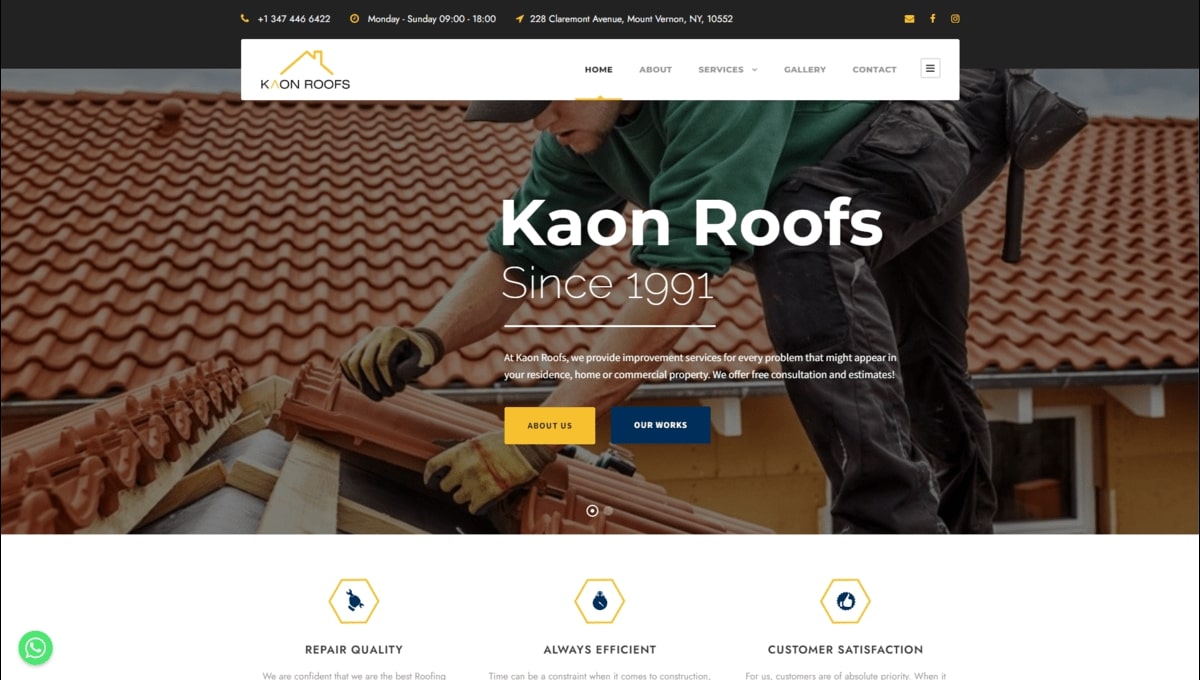 +1 347 446 6422
Monday - Sunday 09:00 - 18:00
228 Claremont Avenue, Mount Vernon, NY, 10552
KAON ROOFS
HOME
ABOUT
SERVICES
GALLERY
CONTACT
Kaon Roofs
Since 1991
At Kaon Roofs, we provide improvement services for every problem that might appear in
your residence, home or commercial property. We offer free consultation and estimates!
ABOUT US
OUR WORKS
REPAIR QUALITY
ALWAYS EFFICIENT
CUSTOMER SATISFACTION
We are confident that we are the best Roofing
Time can be a constraint when it comes to construction,
For us, customers are of absolute priority. When it